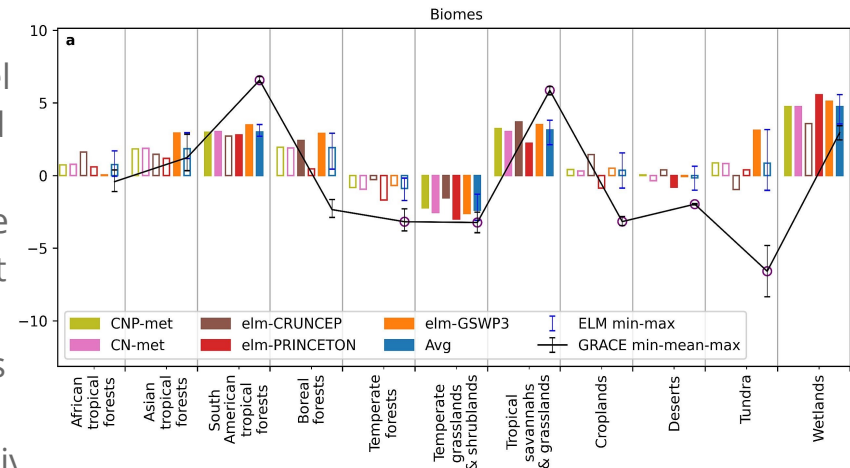 Biomes
a
10
5
0
−5
−10
CNP-met
CN-met
elm-CRUNCEP
elm-PRINCETON
elm-GSWP3
Avg
ELM min-max
GRACE min-mean-max
African
tropical
forests
Asian
tropical
forests
South
American
tropical
forests
Boreal
forests
Temperate
forests
Temperate
grasslands
& shrublands
Tropical
savannahs
& grasslands
Croplands
Deserts
Tundra
Wetlands